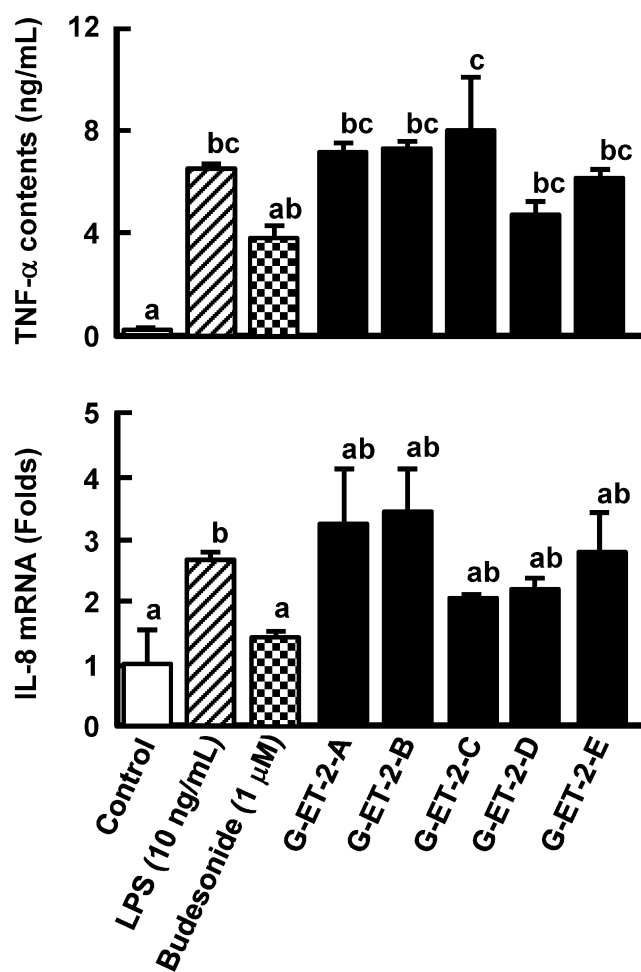 TNF-α contents (ng/mL)
12
8
4
0
a
bc
ab
bc
bc
c
bc
bc
IL-8 mRNA (Folds)
5
4
3
2
1
0
a
b
a
ab
ab
ab
ab
ab
Control
LPS (10 ng/mL)
Budesonide (1 μM)
G-ET-2-A
G-ET-2-B
G-ET-2-C
G-ET-2-D
G-ET-2-E